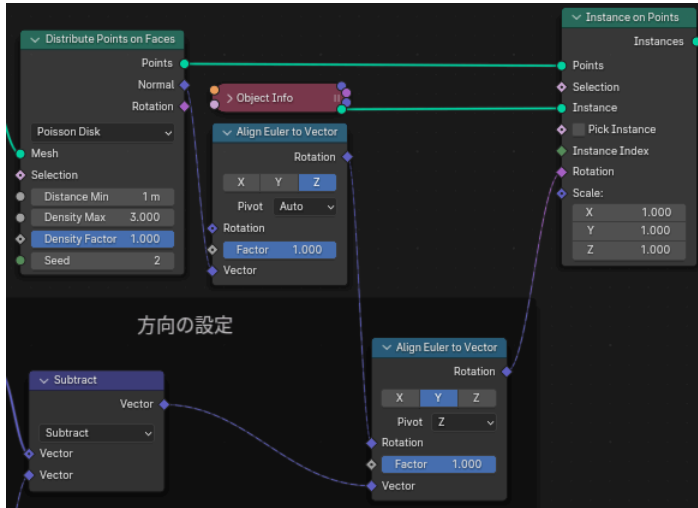 Distribute Points on Faces
Points
Normal
Rotation
Poisson Disk
Mesh
Selection
Distance Min 1 m
Density Max 3.000
Density Factor 1.000
Seed 2
Object Info
Align Euler to Vector
Rotation
X Y Z
Pivot Auto
Rotation
Factor 1.000
Vector
Instance on Points
Instances
Points
Selection
Instance
Pick Instance
Instance Index
Rotation
Scale:
X 1.000
Y 1.000
Z 1.000
方向の設定
Subtract
Vector
Subtract
Vector
Vector
Align Euler to Vector
Rotation
X Y Z
Pivot Z
Rotation
Factor 1.000
Vector